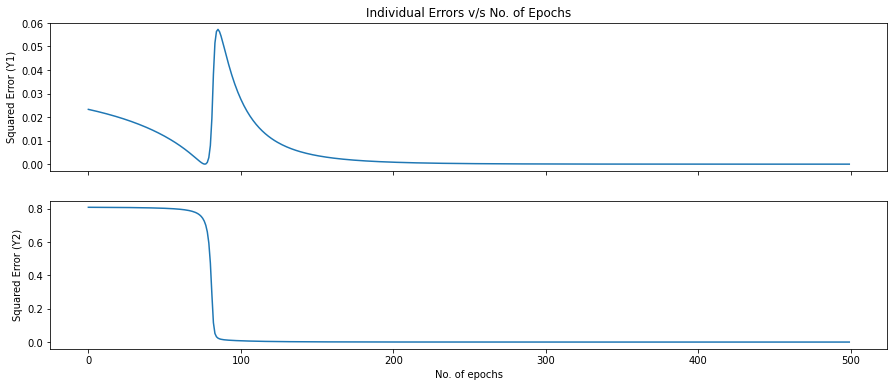 Individual Errors v/s No. of Epochs
Squared Error (Y1)
0.06
0.05
0.04
0.03
0.02
0.01
0.00
Squared Error (Y2)
0.8
0.6
0.4
0.2
0.0
0 100 200 300 400 500
No. of epochs